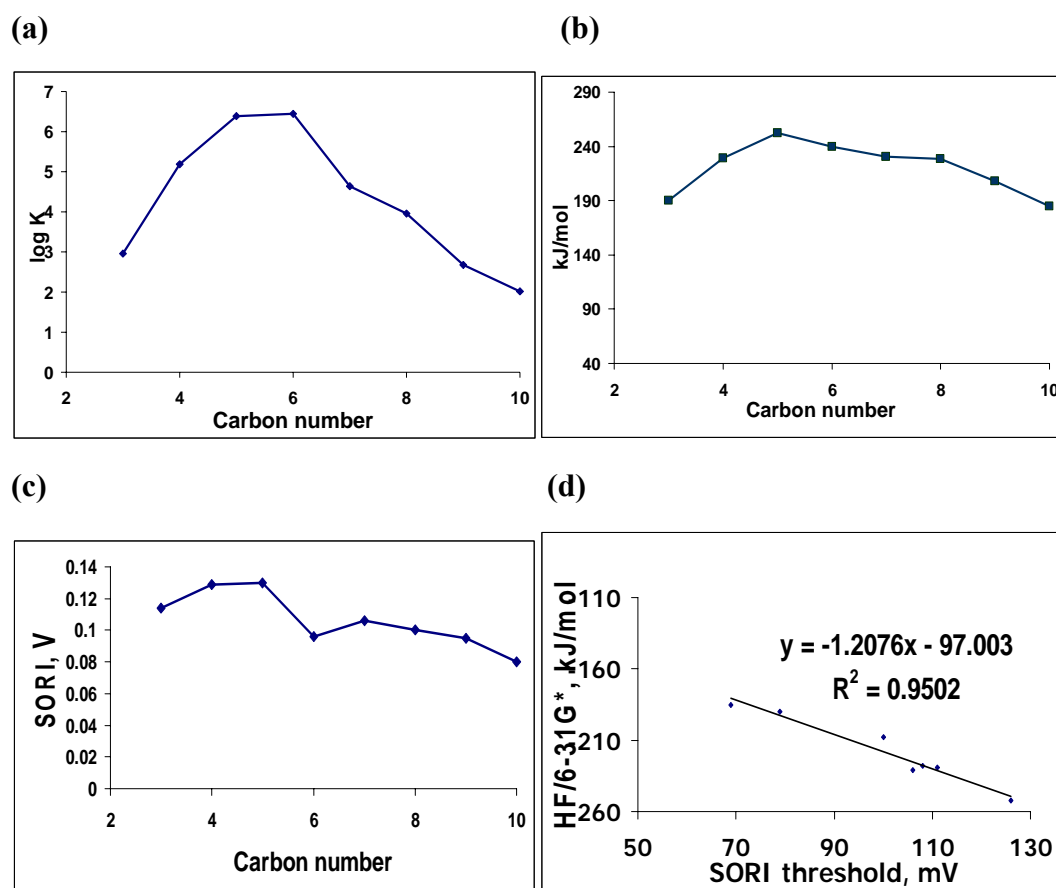 (a)
(b)
7
6
5
4
3
2
1
0
log K
2 4 6 8 10
Carbon number
290
240
190
140
90
40
kJ/mol
2 4 6 8 10
Carbon number
(c)
(d)
0.14
0.12
0.1
0.08
0.06
0.04
0.02
0
SORI, V
2 4 6 8 10
Carbon number
-110
-160
-210
-260
HF/6-31G*, kJ/mol
y = -1.2076x - 97.003
R² = 0.9502
50 70 90 110 130
SORI threshold, mV